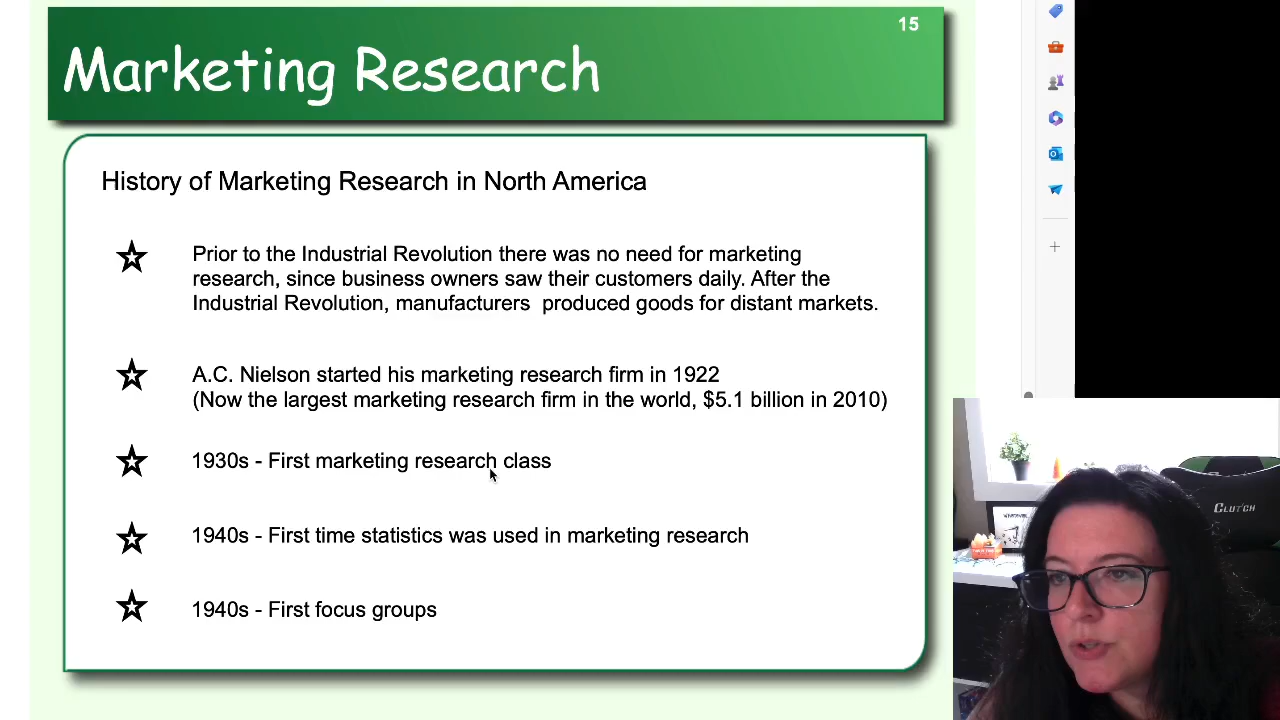 15
Marketing Research
History of Marketing Research in North America
Prior to the Industrial Revolution there was no need for marketing
research, since business owners saw their customers daily. After the
Industrial Revolution, manufacturers produced goods for distant markets.
A.C. Nielson started his marketing research firm in 1922
(Now the largest marketing research firm in the world, $5.1 billion in 2010)
1930s - First marketing research class
1940s - First time statistics was used in marketing research
1940s - First focus groups
CLUTCH